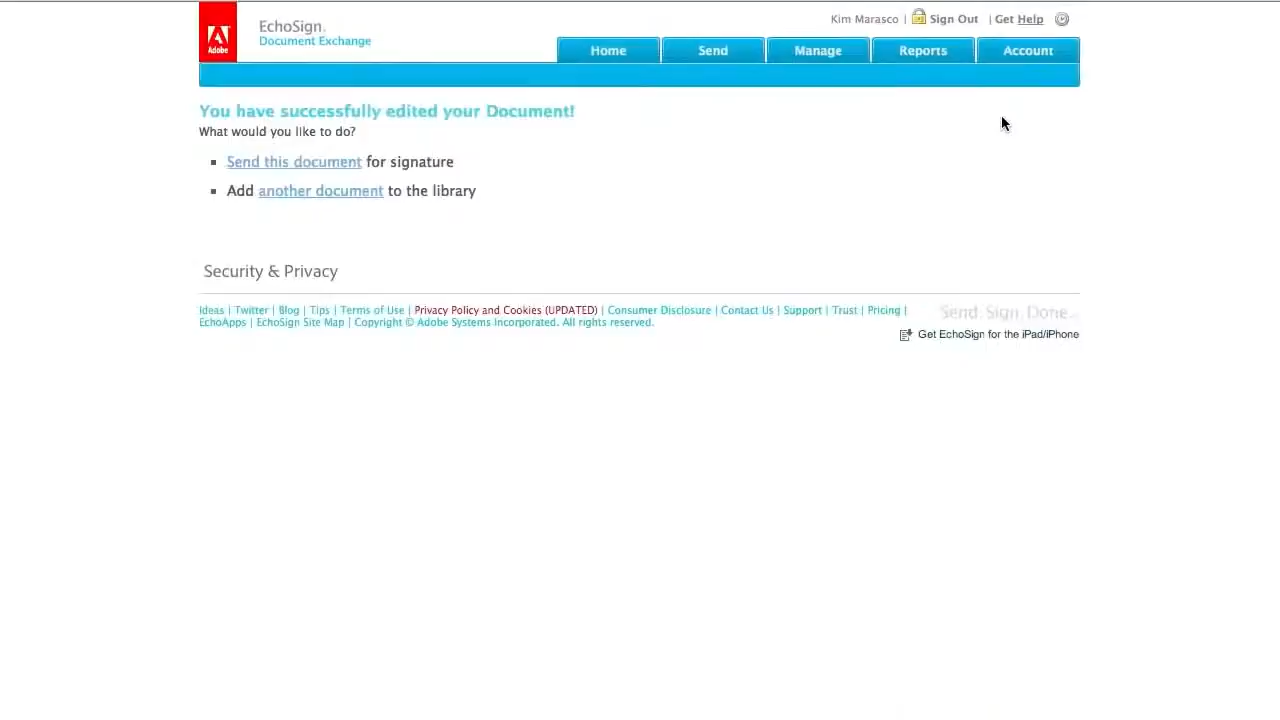 Adobe
EchoSign.
Document Exchange
Kim Marasco | Sign Out | Get Help
Home Send Manage Reports Account
You have successfully edited your Document!
What would you like to do?
Send this document for signature
Add another document to the library
Security & Privacy
Ideas | Twitter | Blog | Tips | Terms of Use | Privacy Policy and Cookies (UPDATED) | Consumer Disclosure | Contact Us | Support | Trust | Pricing |
EchoApps | EchoSign Site Map | Copyright © Adobe Systems Incorporated. All rights reserved.
Send. Sign. Done.
Get EchoSign for the iPad/iPhone